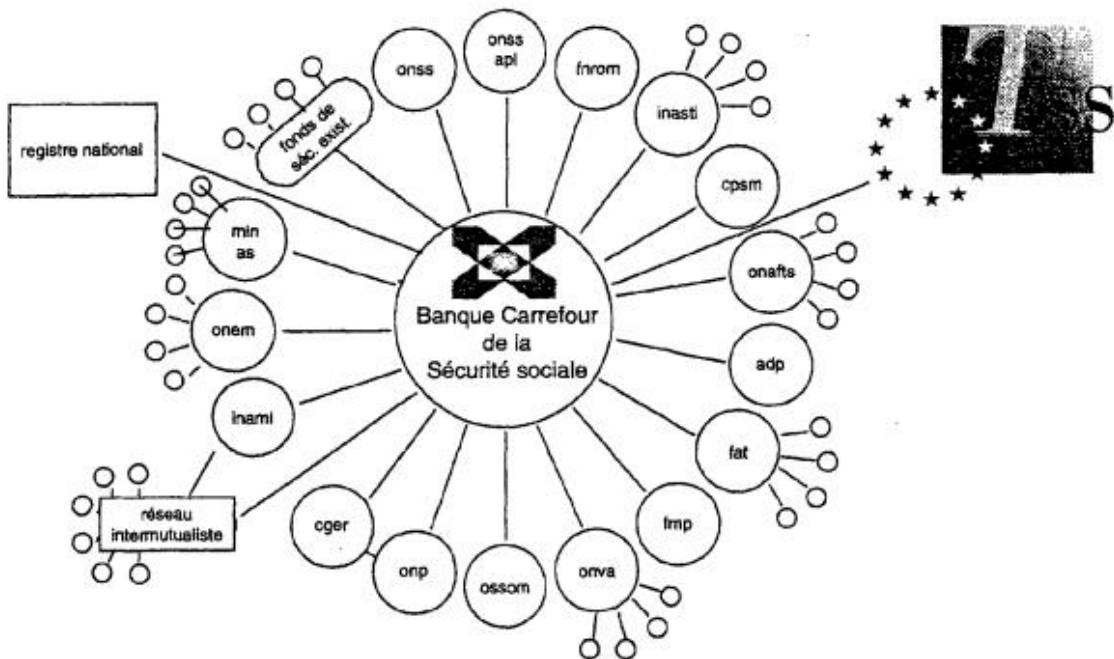 onss
onss
apl
fnrom
inasti
fonds de
séc. exist.
registre national
cpsm
TS
min
as
onafts
Banque Carrefour
de la
Sécurité sociale
onem
adp
inami
fat
réseau
intermutualiste
cger
fmp
onp
ossom
onva